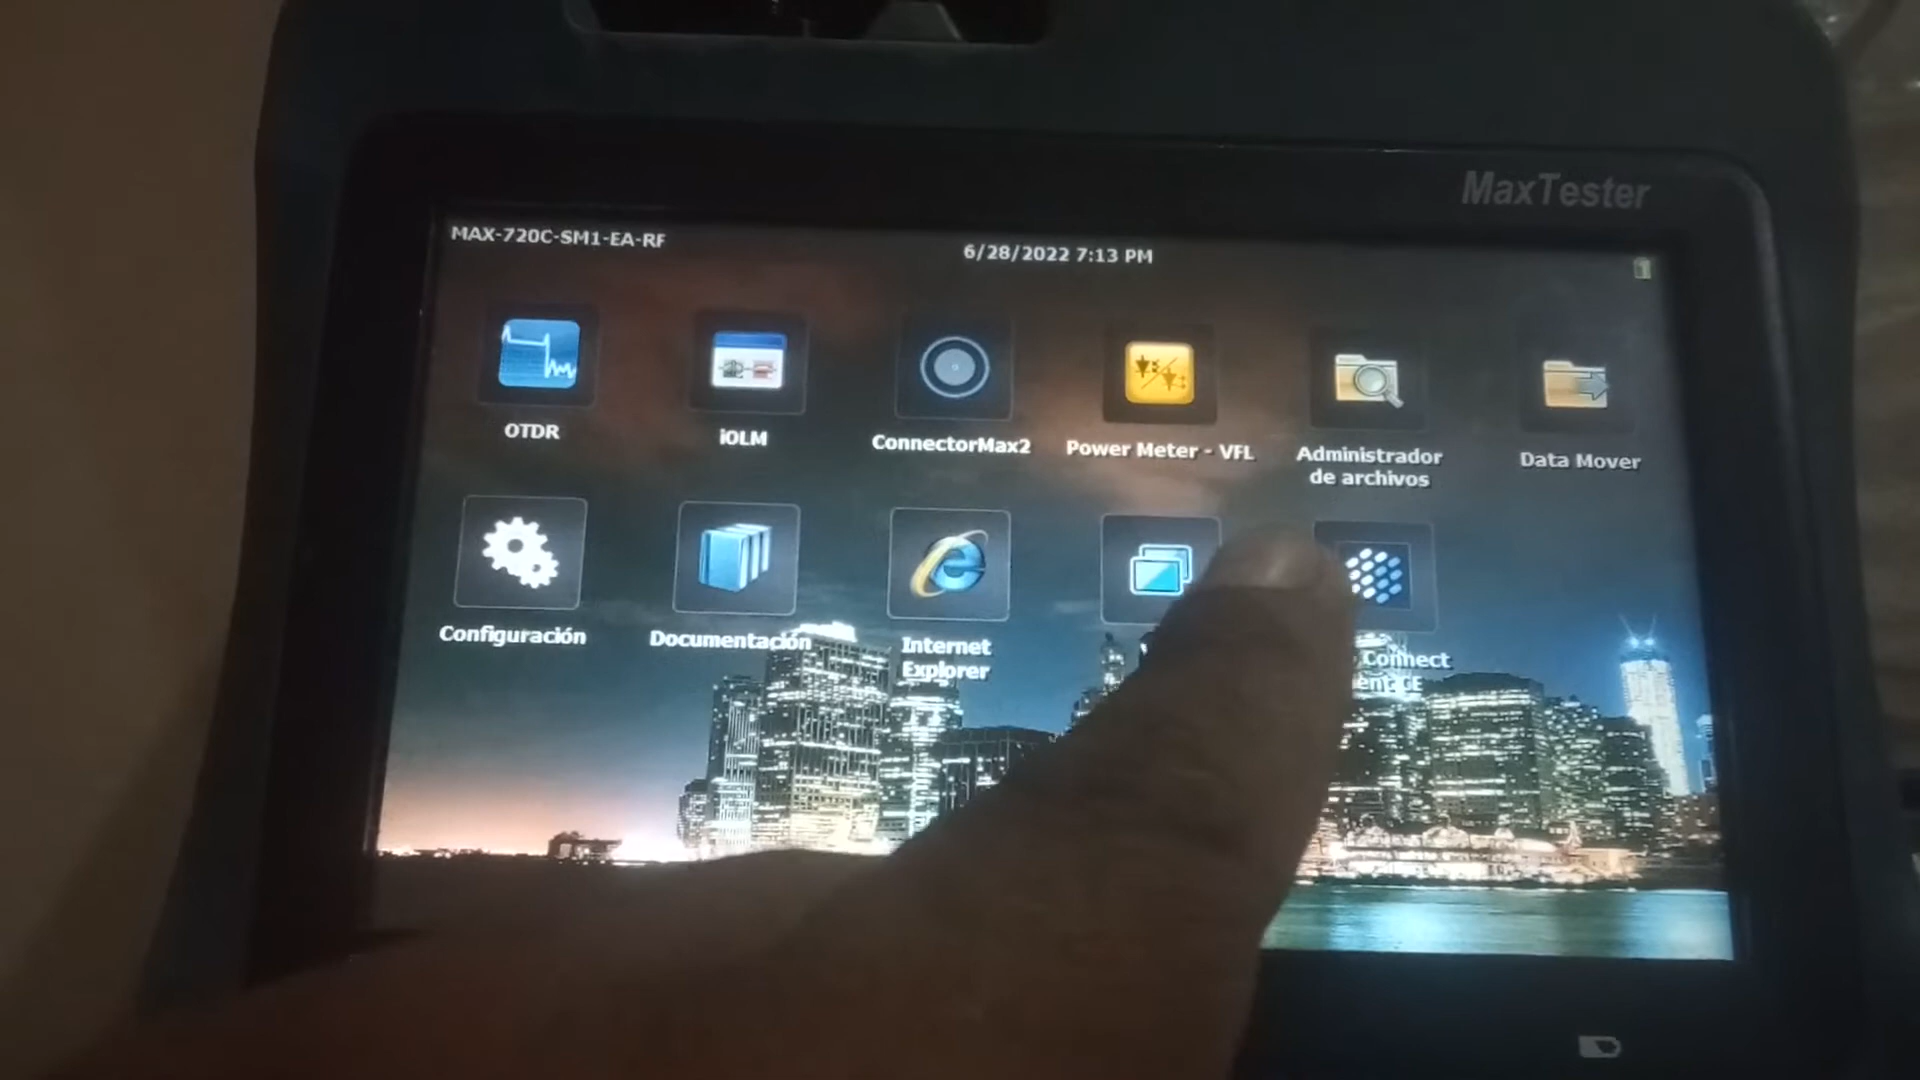 MaxTester
MAX-720C-SM1-EA-RF
6/28/2022 7:13 PM
OTDR
iOLM
ConnectorMax2
Power Meter - VFL
Administrador
de archivos
Data Mover
Configuración
Documentación
Internet
Explorer
Connect